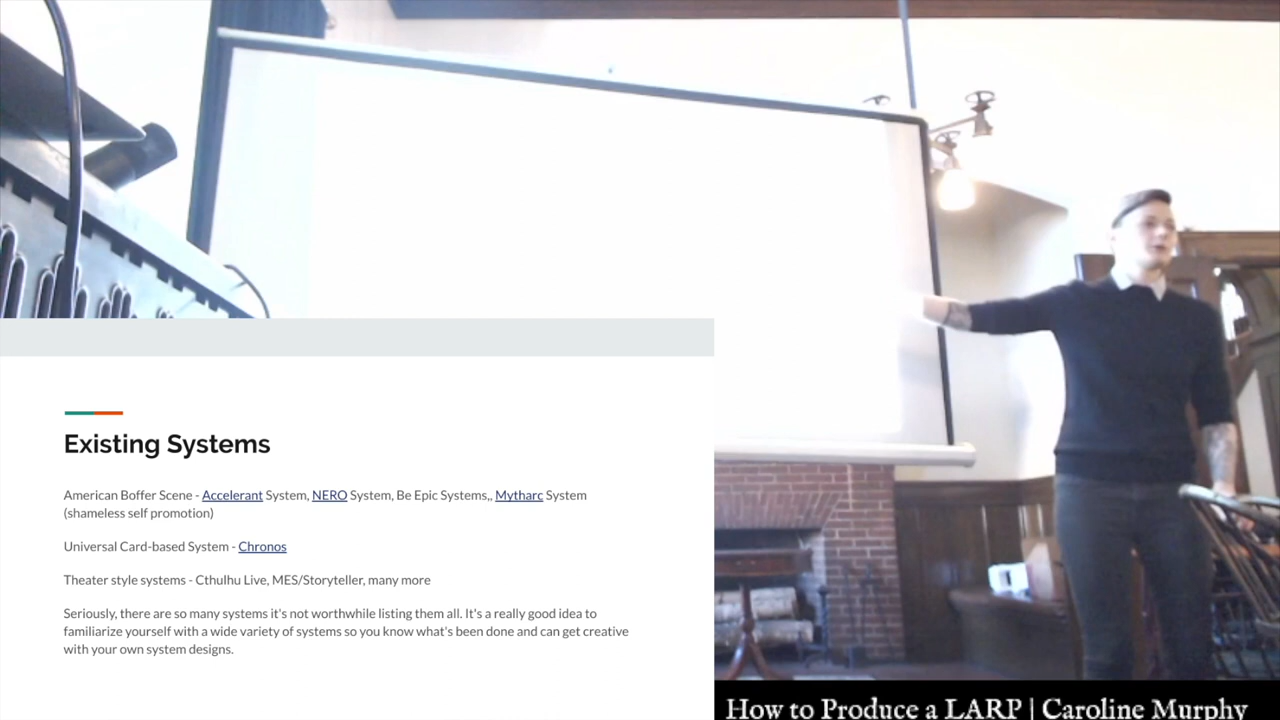 Existing Systems
American Boffer Scene - Accelerant System, NERO System, Be Epic Systems,, Mytharc System
(shameless self promotion)
Universal Card-based System - Chronos
Theater style systems - Cthulhu Live, MES/Storyteller, many more
Seriously, there are so many systems it's not worthwhile listing them all. It's a really good idea to
familiarize yourself with a wide variety of systems so you know what's been done and can get creative
with your own system designs.
How to Produce a LARP | Caroline Murphy